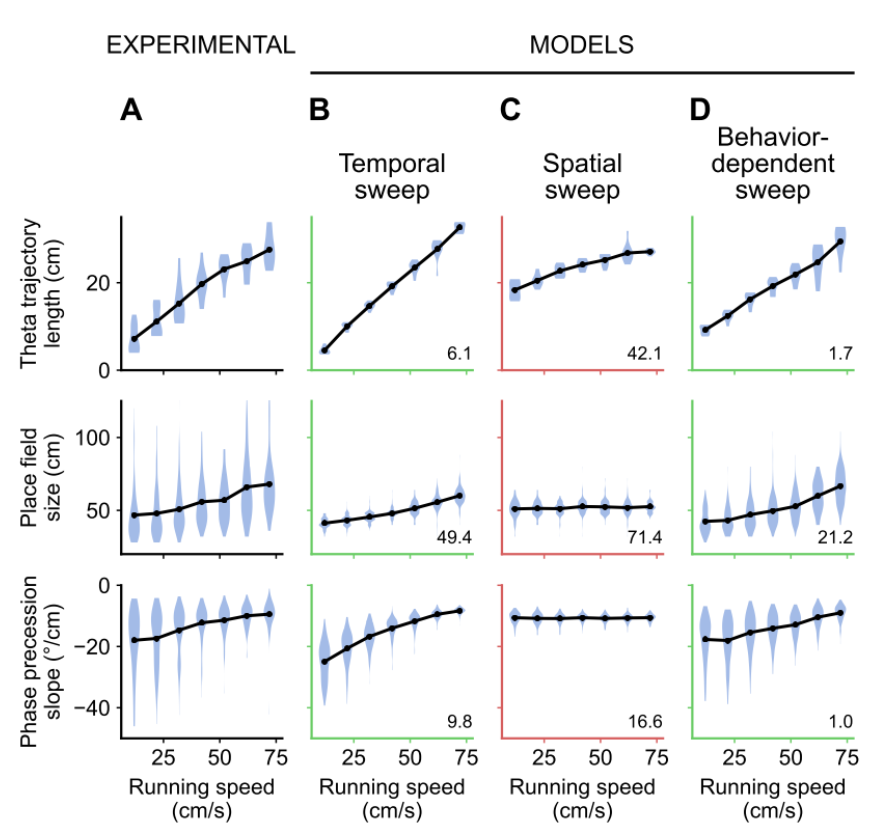 EXPERIMENTAL
MODELS
A
B
C
D
Temporal
sweep
Spatial
sweep
Behavior-
dependent
sweep
Theta trajectory
length (cm)
20
0
6.1
42.1
1.7
Place field
size (cm)
100
50
49.4
71.4
21.2
Phase precession
slope (°/cm)
0
−20
−40
9.8
16.6
1.0
25 50 75
25 50 75
25 50 75
25 50 75
Running speed
(cm/s)
Running speed
(cm/s)
Running speed
(cm/s)
Running speed
(cm/s)